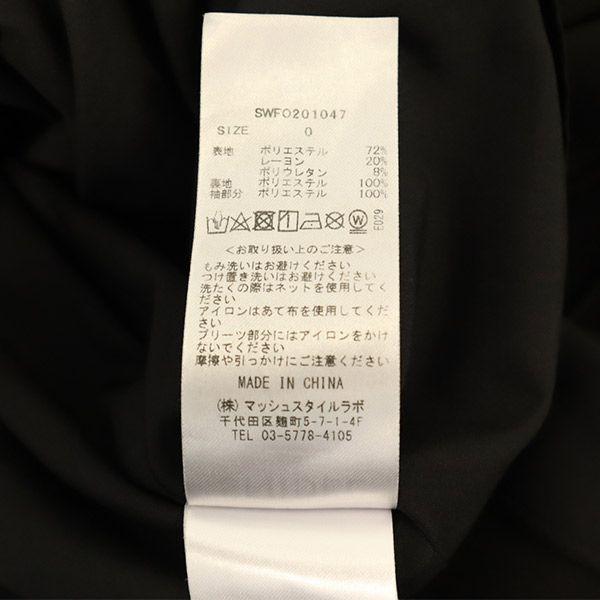 SWFO201047
SIZE 0
表地 ポリエステル 72%
レーヨン 20%
ポリウレタン 8%
裏地 ポリエステル 100%
袖部分 ポリエステル 100%
W E029
<お取り扱い上のご注意>
もみ洗いはお避けください
つけ置き洗いはお避けください
洗たくの際はネットを使用してく
ださい
アイロンはあて布を使用してくだ
さい
プリーツ部分にはアイロンをかけ
ないでください
摩擦や引っかけにご注意ください
MADE IN CHINA
(株)マッシュスタイルラボ
千代田区麹町5-7-1-4F
TEL 03-5778-4105